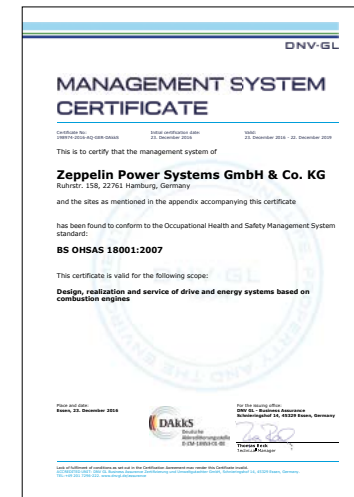 DNV·GL
MANAGEMENT SYSTEM
CERTIFICATE
Certificate No: Initial certification date: Valid:
23. December 2016 23. December 2016 - 22. December 2019
This is to certify that the management system of
Zeppelin Power Systems GmbH & Co. KG
Ruhrstr. 158, 22761 Hamburg, Germany
and the sites as mentioned in the appendix accompanying this certificate
has been found to conform to the Occupational Health and Safety Management System
standard:
BS OHSAS 18001:2007
This certificate is valid for the following scope:
Design, realization and service of drive and energy systems based on
combustion engines
Place and date: For the issuing office:
Essen, 23. December 2016 DNV GL - Business Assurance
Schnieringshof 14, 45329 Essen, Germany
DAkkS
Deutsche
Akkreditierungsstelle
Thomas Beck
Technical Manager
Lack of fulfilment of conditions as set out in the Certification Agreement may render this Certificate invalid.